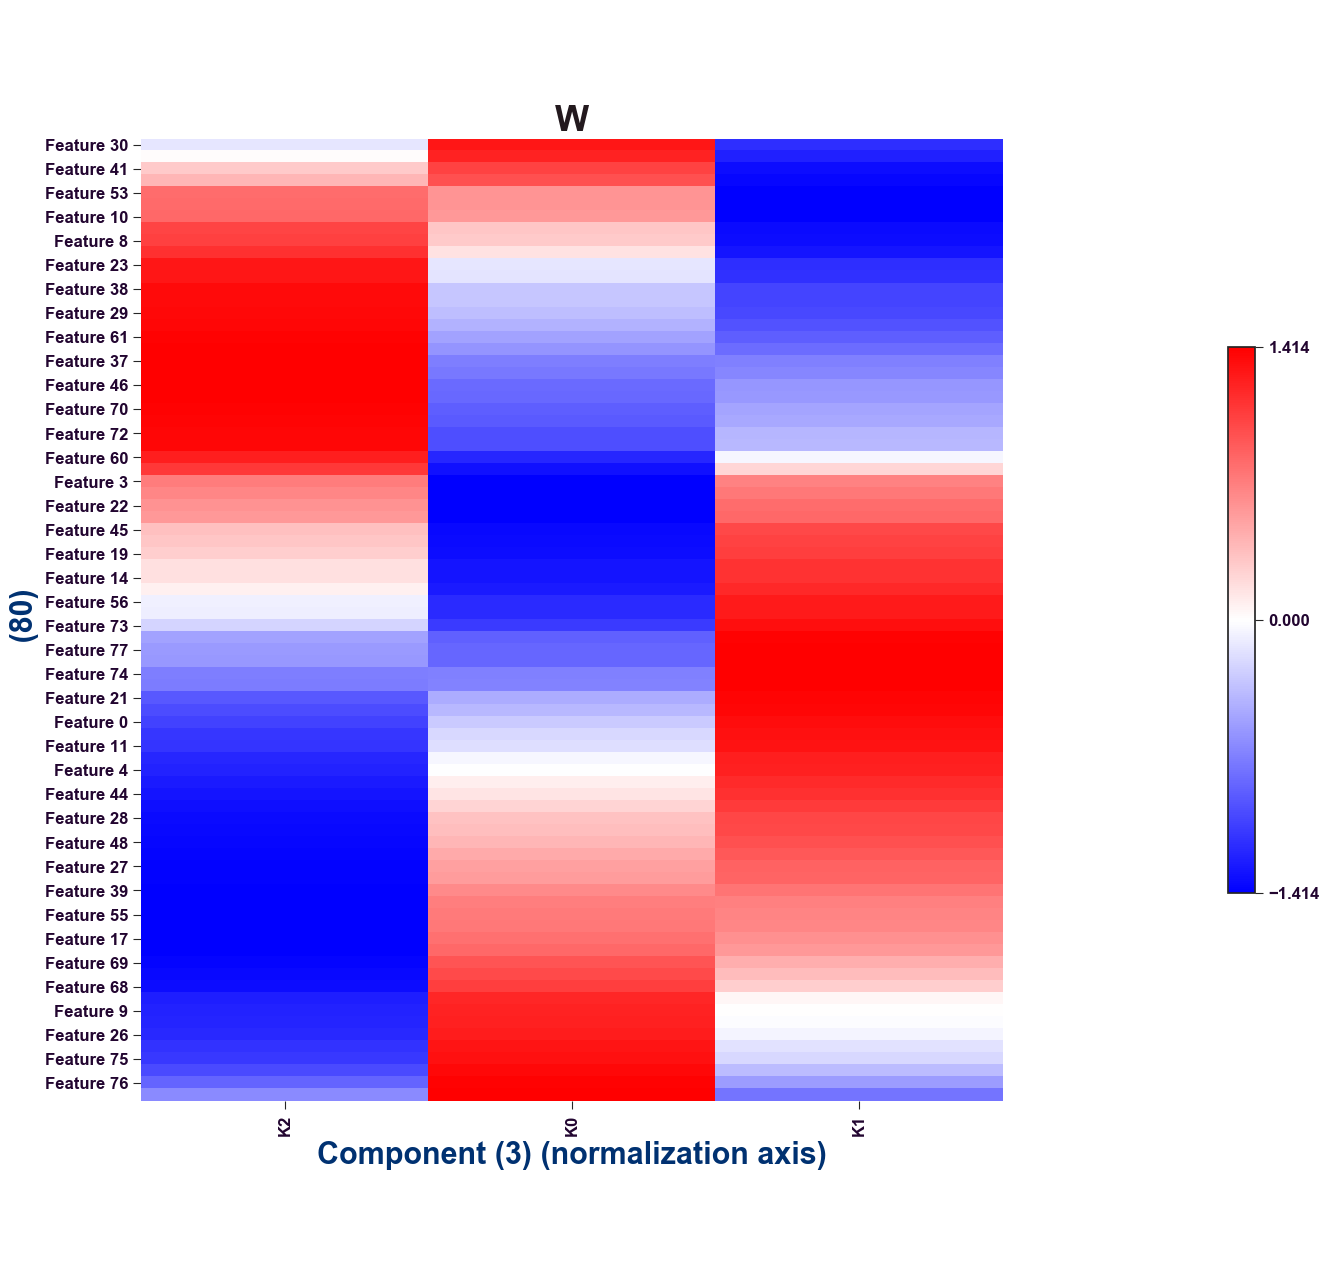 W
Feature 30
Feature 41
Feature 53
Feature 10
Feature 8
Feature 23
Feature 38
Feature 29
Feature 61
Feature 37
Feature 46
Feature 70
Feature 72
Feature 60
Feature 3
Feature 22
Feature 45
Feature 19
Feature 14
Feature 56
Feature 73
Feature 77
Feature 74
Feature 21
Feature 0
Feature 11
Feature 4
Feature 44
Feature 28
Feature 48
Feature 27
Feature 39
Feature 55
Feature 17
Feature 69
Feature 68
Feature 9
Feature 26
Feature 75
Feature 76
(80)
K2
K0
K1
Component (3) (normalization axis)
1.414
0.000
−1.414